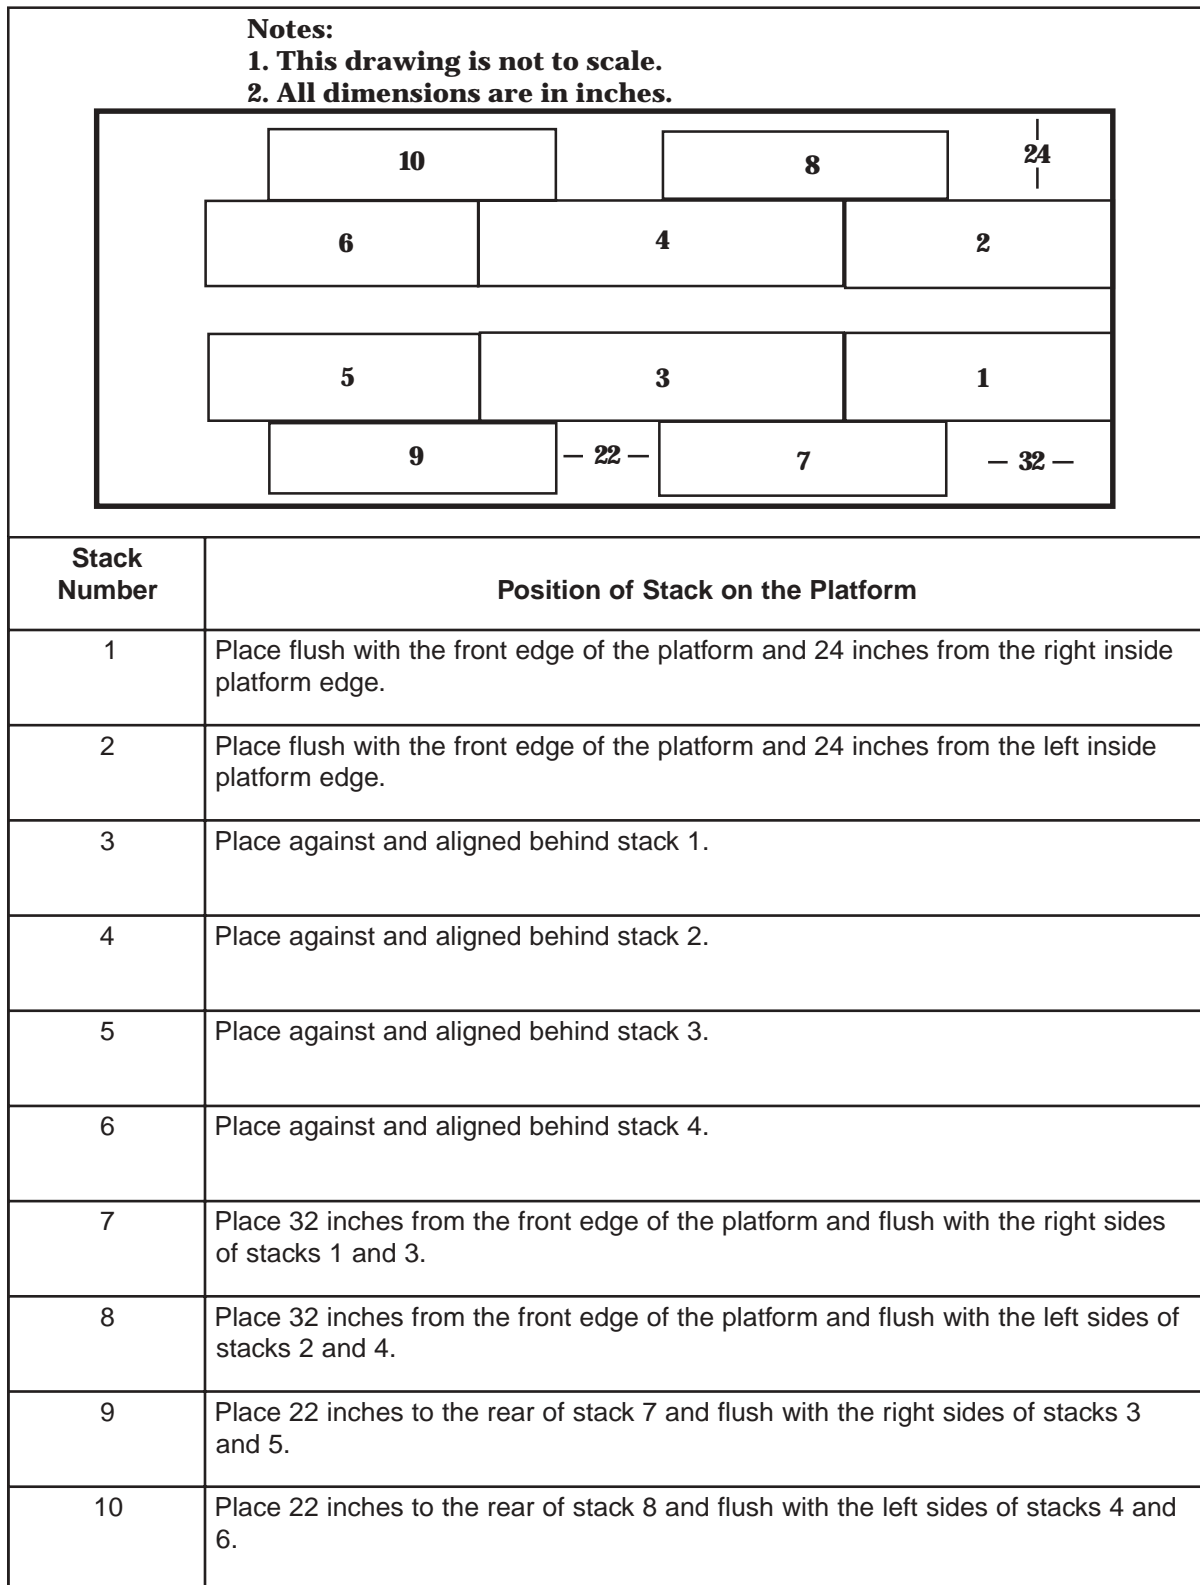 Notes:
1. This drawing is not to scale.
2. All dimensions are in inches.
10
8
24
6
4
2
5
3
1
9
— 22 —
7
— 32 —
Stack
Number
Position of Stack on the Platform
1
Place flush with the front edge of the platform and 24 inches from the right inside
platform edge.
2
Place flush with the front edge of the platform and 24 inches from the left inside
platform edge.
3
Place against and aligned behind stack 1.
4
Place against and aligned behind stack 2.
5
Place against and aligned behind stack 3.
6
Place against and aligned behind stack 4.
7
Place 32 inches from the front edge of the platform and flush with the right sides
of stacks 1 and 3.
8
Place 32 inches from the front edge of the platform and flush with the left sides of
stacks 2 and 4.
9
Place 22 inches to the rear of stack 7 and flush with the right sides of stacks 3
and 5.
10
Place 22 inches to the rear of stack 8 and flush with the left sides of stacks 4 and
6.